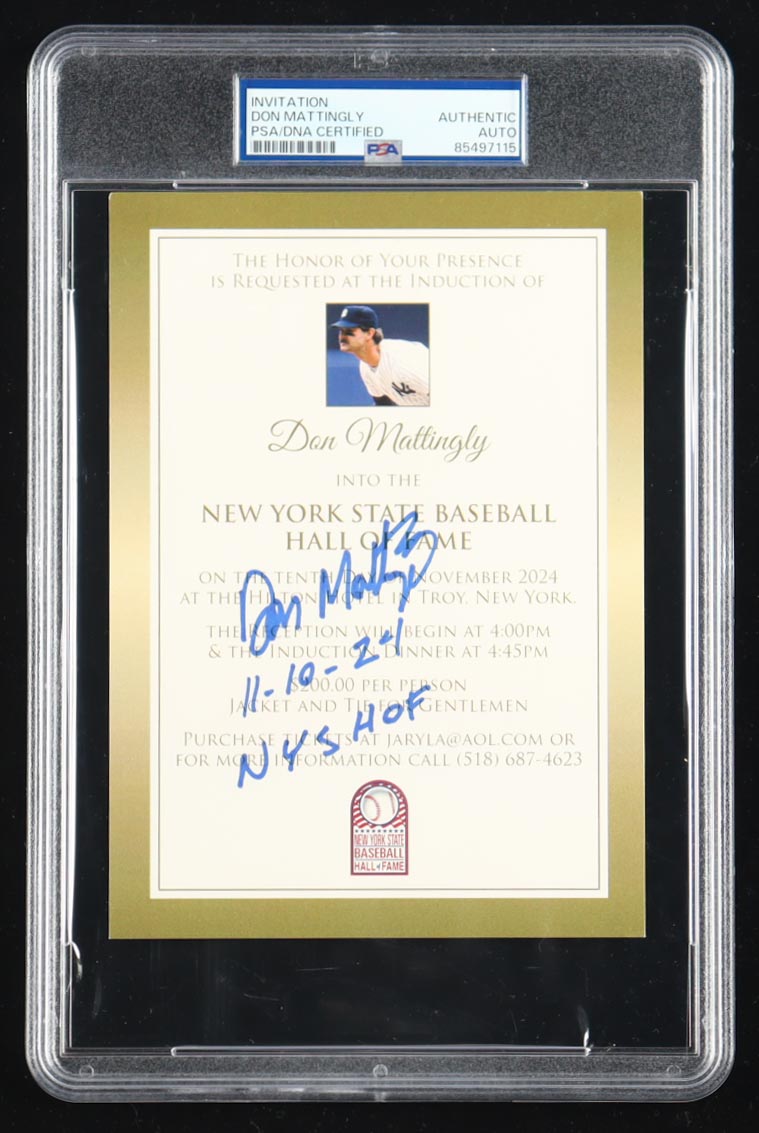 INVITATION
DON MATTINGLY AUTHENTIC
PSA/DNA CERTIFIED AUTO
PSA 85497115
THE HONOR OF YOUR PRESENCE
IS REQUESTED AT THE INDUCTION OF
NY
Don Mattingly
INTO THE
NEW YORK STATE BASEBALL
HALL OF FAME
ON THE TENTH DAY OF NOVEMBER 2024
AT THE HILTON HOTEL IN TROY, NEW YORK.
THE RECEPTION WILL BEGIN AT 4:00PM
& THE INDUCTION DINNER AT 4:45PM
$200.00 PER PERSON
JACKET AND TIE FOR GENTLEMEN
PURCHASE TICKETS AT JARYLA@AOL.COM OR
FOR MORE INFORMATION CALL (518) 687-4623
Don Mattingly
11-10-24
NYSHOF
NEW YORK STATE
BASEBALL
HALL of FAME